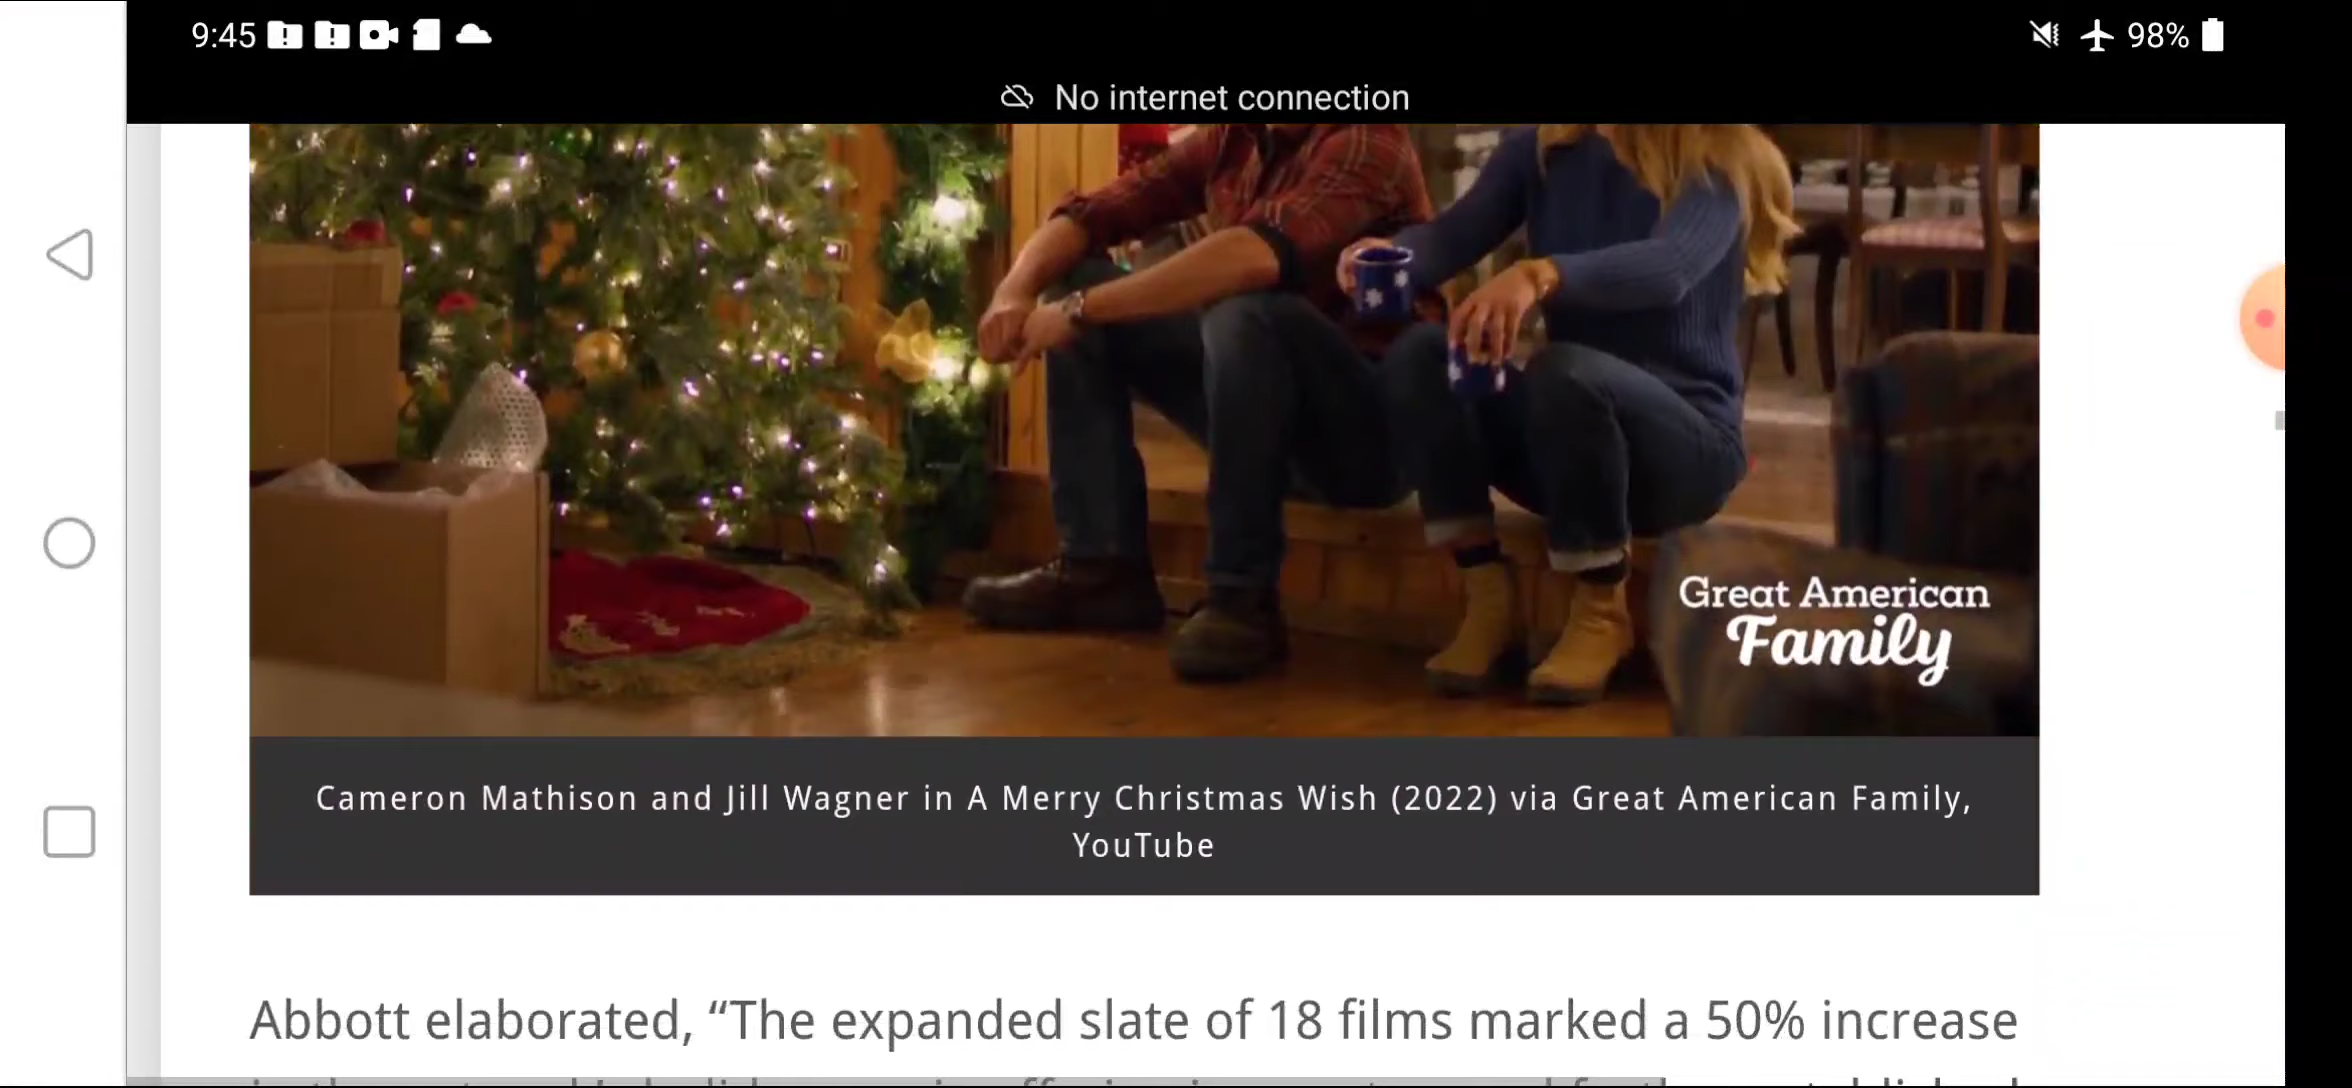 9:45
98%
No internet connection
Great American
Family
Cameron Mathison and Jill Wagner in A Merry Christmas Wish (2022) via Great American Family,
YouTube
Abbott elaborated, “The expanded slate of 18 films marked a 50% increase